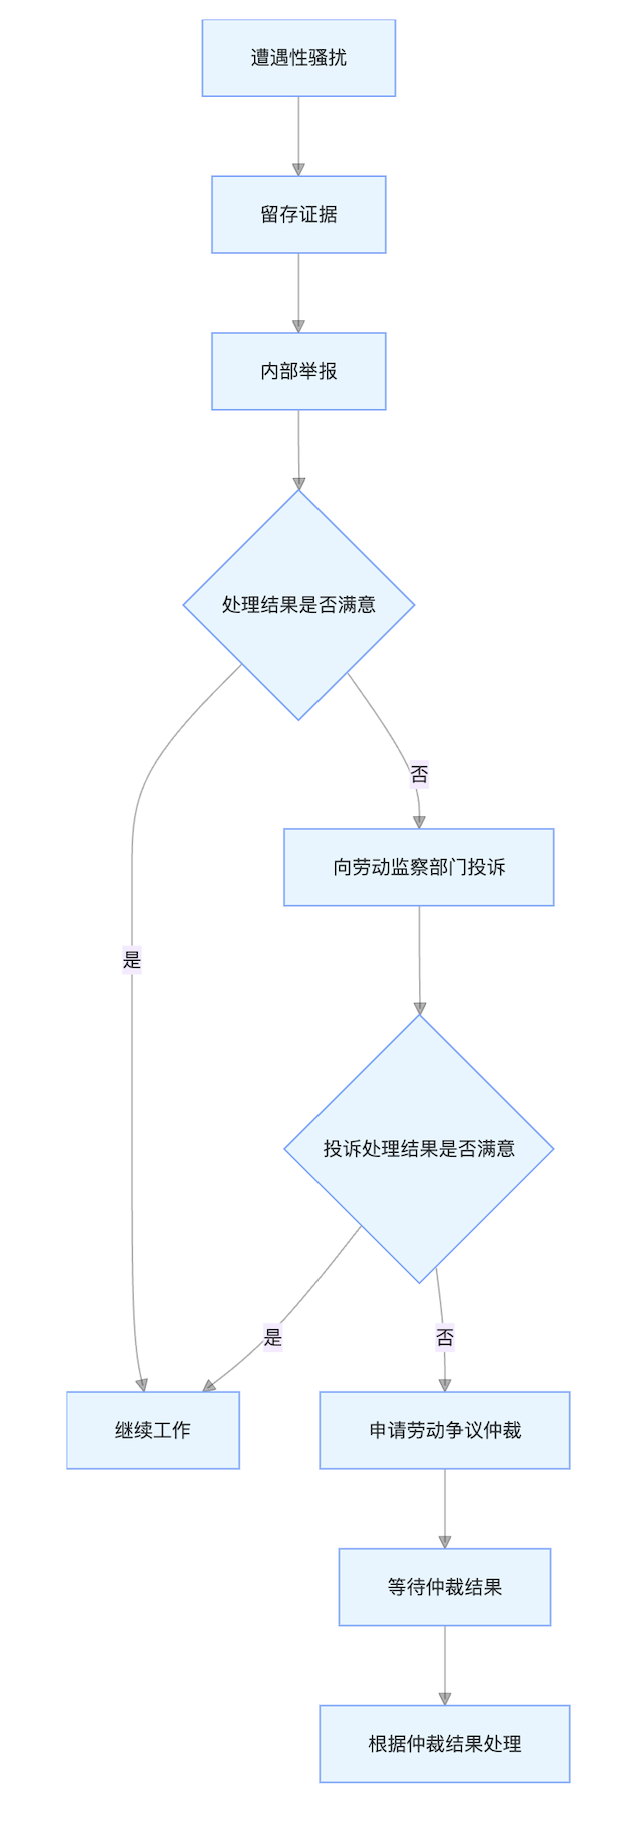 遭遇性骚扰
留存证据
内部举报
处理结果是否满意
否
向劳动监察部门投诉
是
投诉处理结果是否满意
是
否
继续工作
申请劳动争议仲裁
等待仲裁结果
根据仲裁结果处理